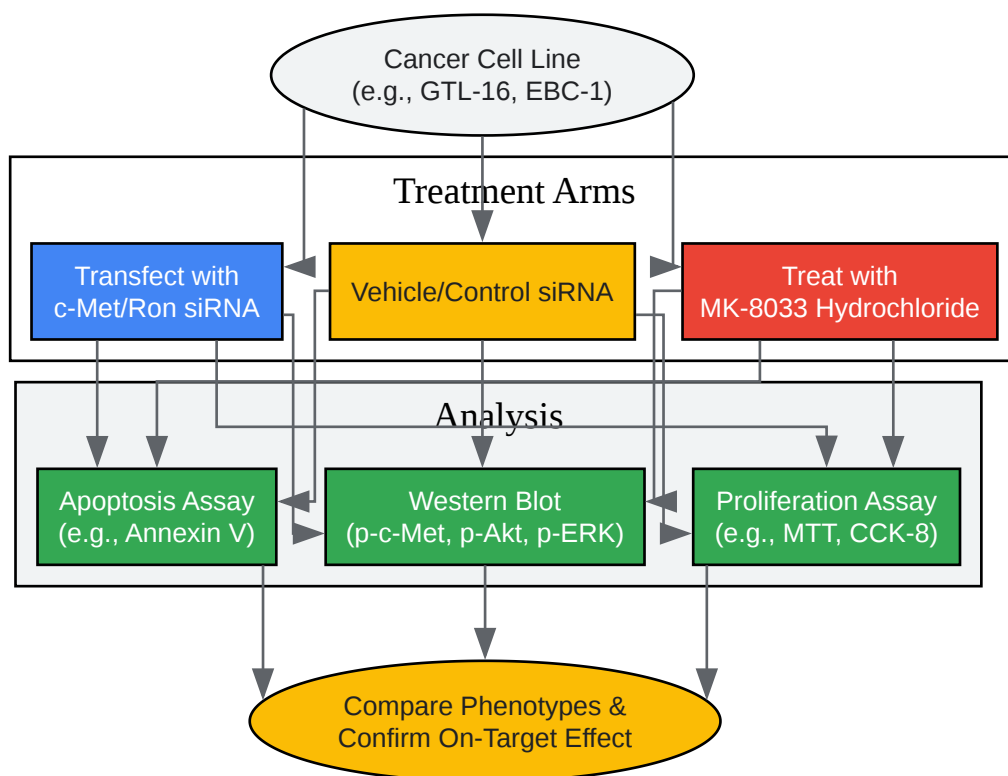 Cancer Cell Line
(e.g., GTL-16, EBC-1)
Treatment Arms
Transfect with
c-Met/Ron siRNA
Vehicle/Control siRNA
Treat with
MK-8033 Hydrochloride
Analysis
Apoptosis Assay
(e.g., Annexin V)
Western Blot
(p-c-Met, p-Akt, p-ERK)
Proliferation Assay
(e.g., MTT, CCK-8)
Compare Phenotypes &
Confirm On-Target Effect